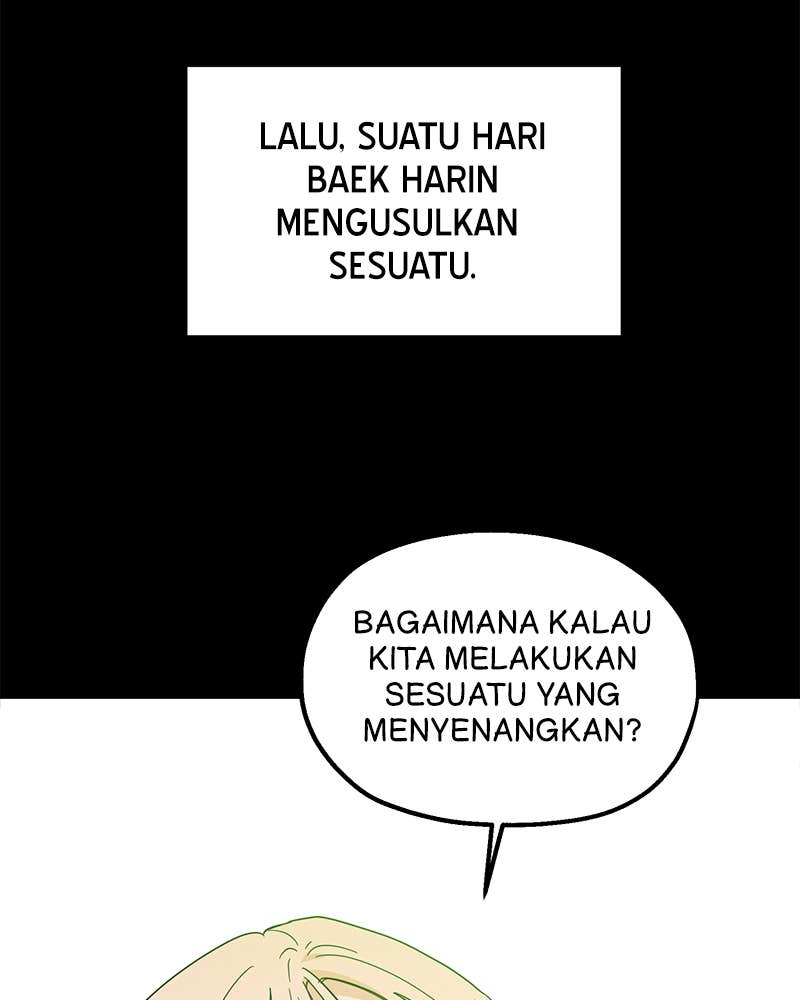 LALU, SUATU HARI
BAEK HARIN
MENGUSULKAN
SESUATU.
BAGAIMANA KALAU
KITA MELAKUKAN
SESUATU YANG
MENYENANGKAN?